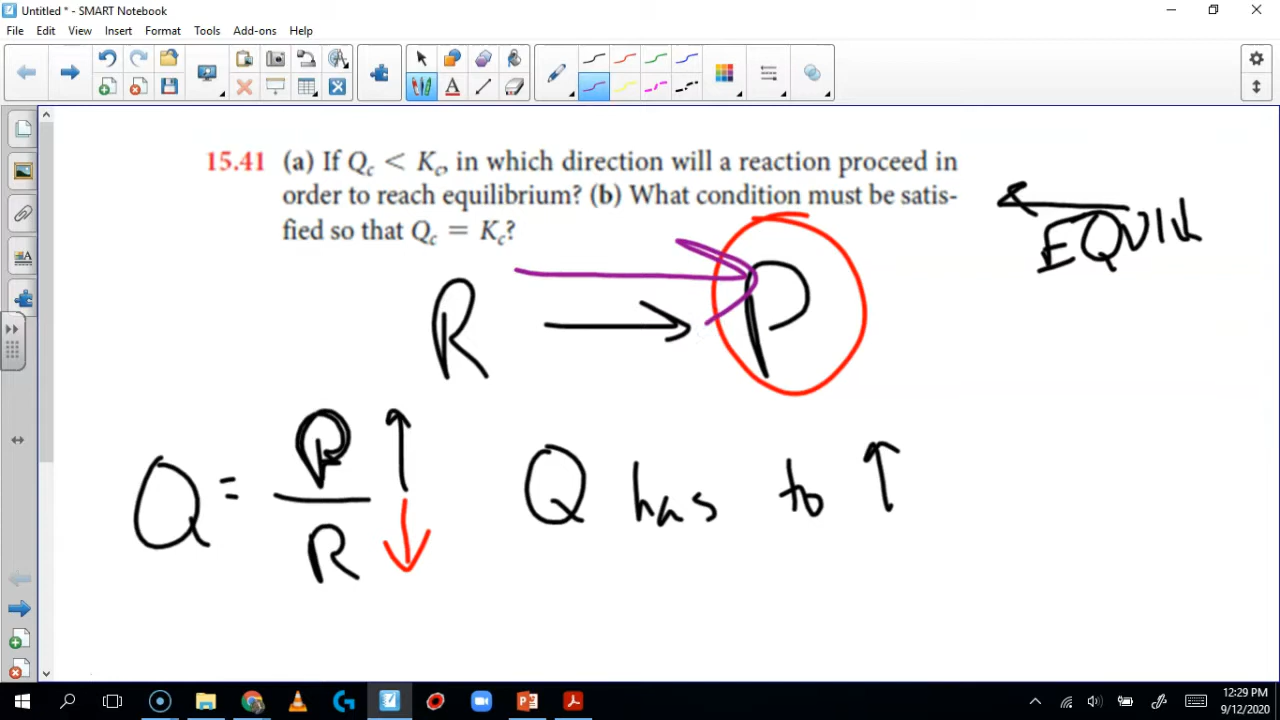 Untitled * - SMART Notebook
File Edit View Insert Format Tools Add-ons Help
15.41 (a) If Qc < Kc, in which direction will a reaction proceed in
order to reach equilibrium? (b) What condition must be satis-
fied so that Qc = Kc?
EQUIL
R → P
Q = P ↑
R ↓
Q has to ↑
12:29 PM
9/12/2020